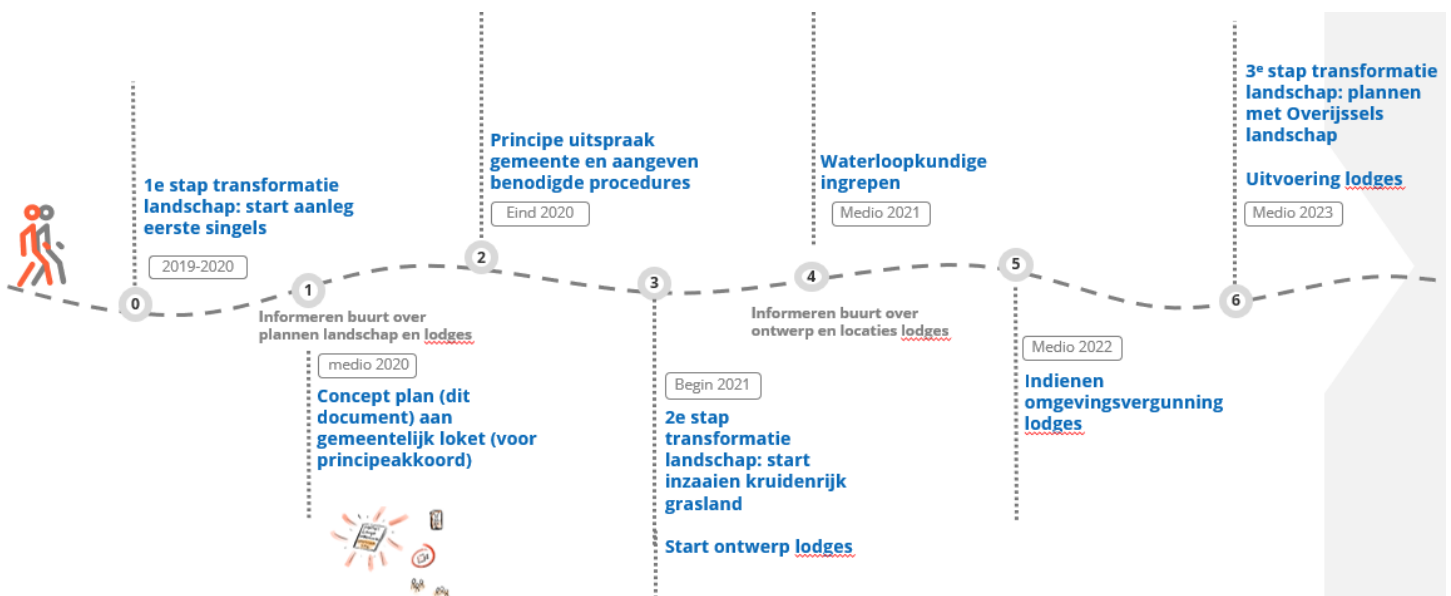 1e stap transformatie
landschap: start aanleg
eerste singels
2019-2020
0
1
Informeren buurt over
plannen landschap en lodges
medio 2020
Concept plan (dit
document) aan
gemeentelijk loket (voor
principeakkoord)
Principe uitspraak
gemeente en aangeven
benodigde procedures
Eind 2020
2
3
Begin 2021
2e stap
transformatie
landschap: start
inzaaien kruidenrijk
grasland
Start ontwerp lodges
Waterloopkundige
ingrepen
Medio 2021
4
Informeren buurt over
ontwerp en locaties lodges
5
Medio 2022
Indienen
omgevingsvergunning
lodges
3e stap transformatie
landschap: plannen
met Overijssels
landschap
Uitvoering lodges
Medio 2023
6